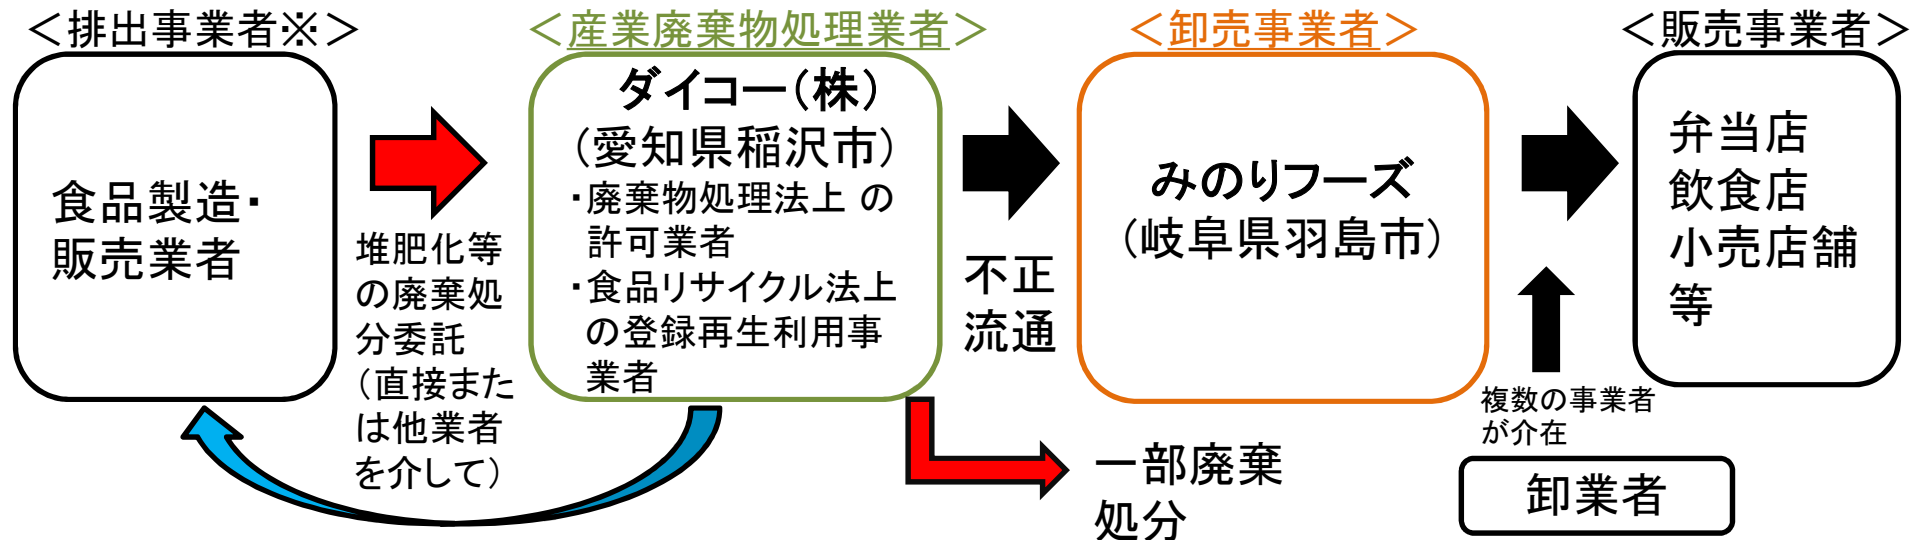 ＜排出事業者※＞
食品製造・
販売業者
堆肥化等
の廃棄処
分委託
（直接また
は他業者
を介して）
＜産業廃棄物処理業者＞
ダイコー（株）
（愛知県稲沢市）
・廃棄物処理法上 の
許可業者
・食品リサイクル法上
の登録再生利用事
業者
不正
流通
一部廃棄
処分
＜卸売事業者＞
みのりフーズ
（岐阜県羽島市）
複数の事業者
が介在
卸業者
＜販売事業者＞
弁当店
飲食店
小売店舗
等